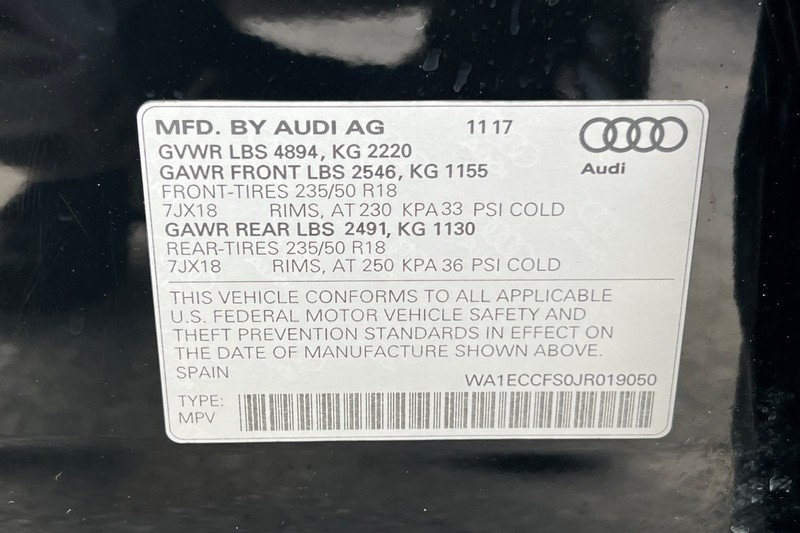 MFD. BY AUDI AG 11 17
Audi
GVWR LBS 4894, KG 2220
GAWR FRONT LBS 2546, KG 1155
FRONT-TIRES 235/50 R18
7JX18 RIMS, AT 230 KPA 33 PSI COLD
GAWR REAR LBS 2491, KG 1130
REAR-TIRES 235/50 R18
7JX18 RIMS, AT 250 KPA 36 PSI COLD
THIS VEHICLE CONFORMS TO ALL APPLICABLE
U.S. FEDERAL MOTOR VEHICLE SAFETY AND
THEFT PREVENTION STANDARDS IN EFFECT ON
THE DATE OF MANUFACTURE SHOWN ABOVE.
SPAIN
WA1ECCFS0JR019050
TYPE:
MPV